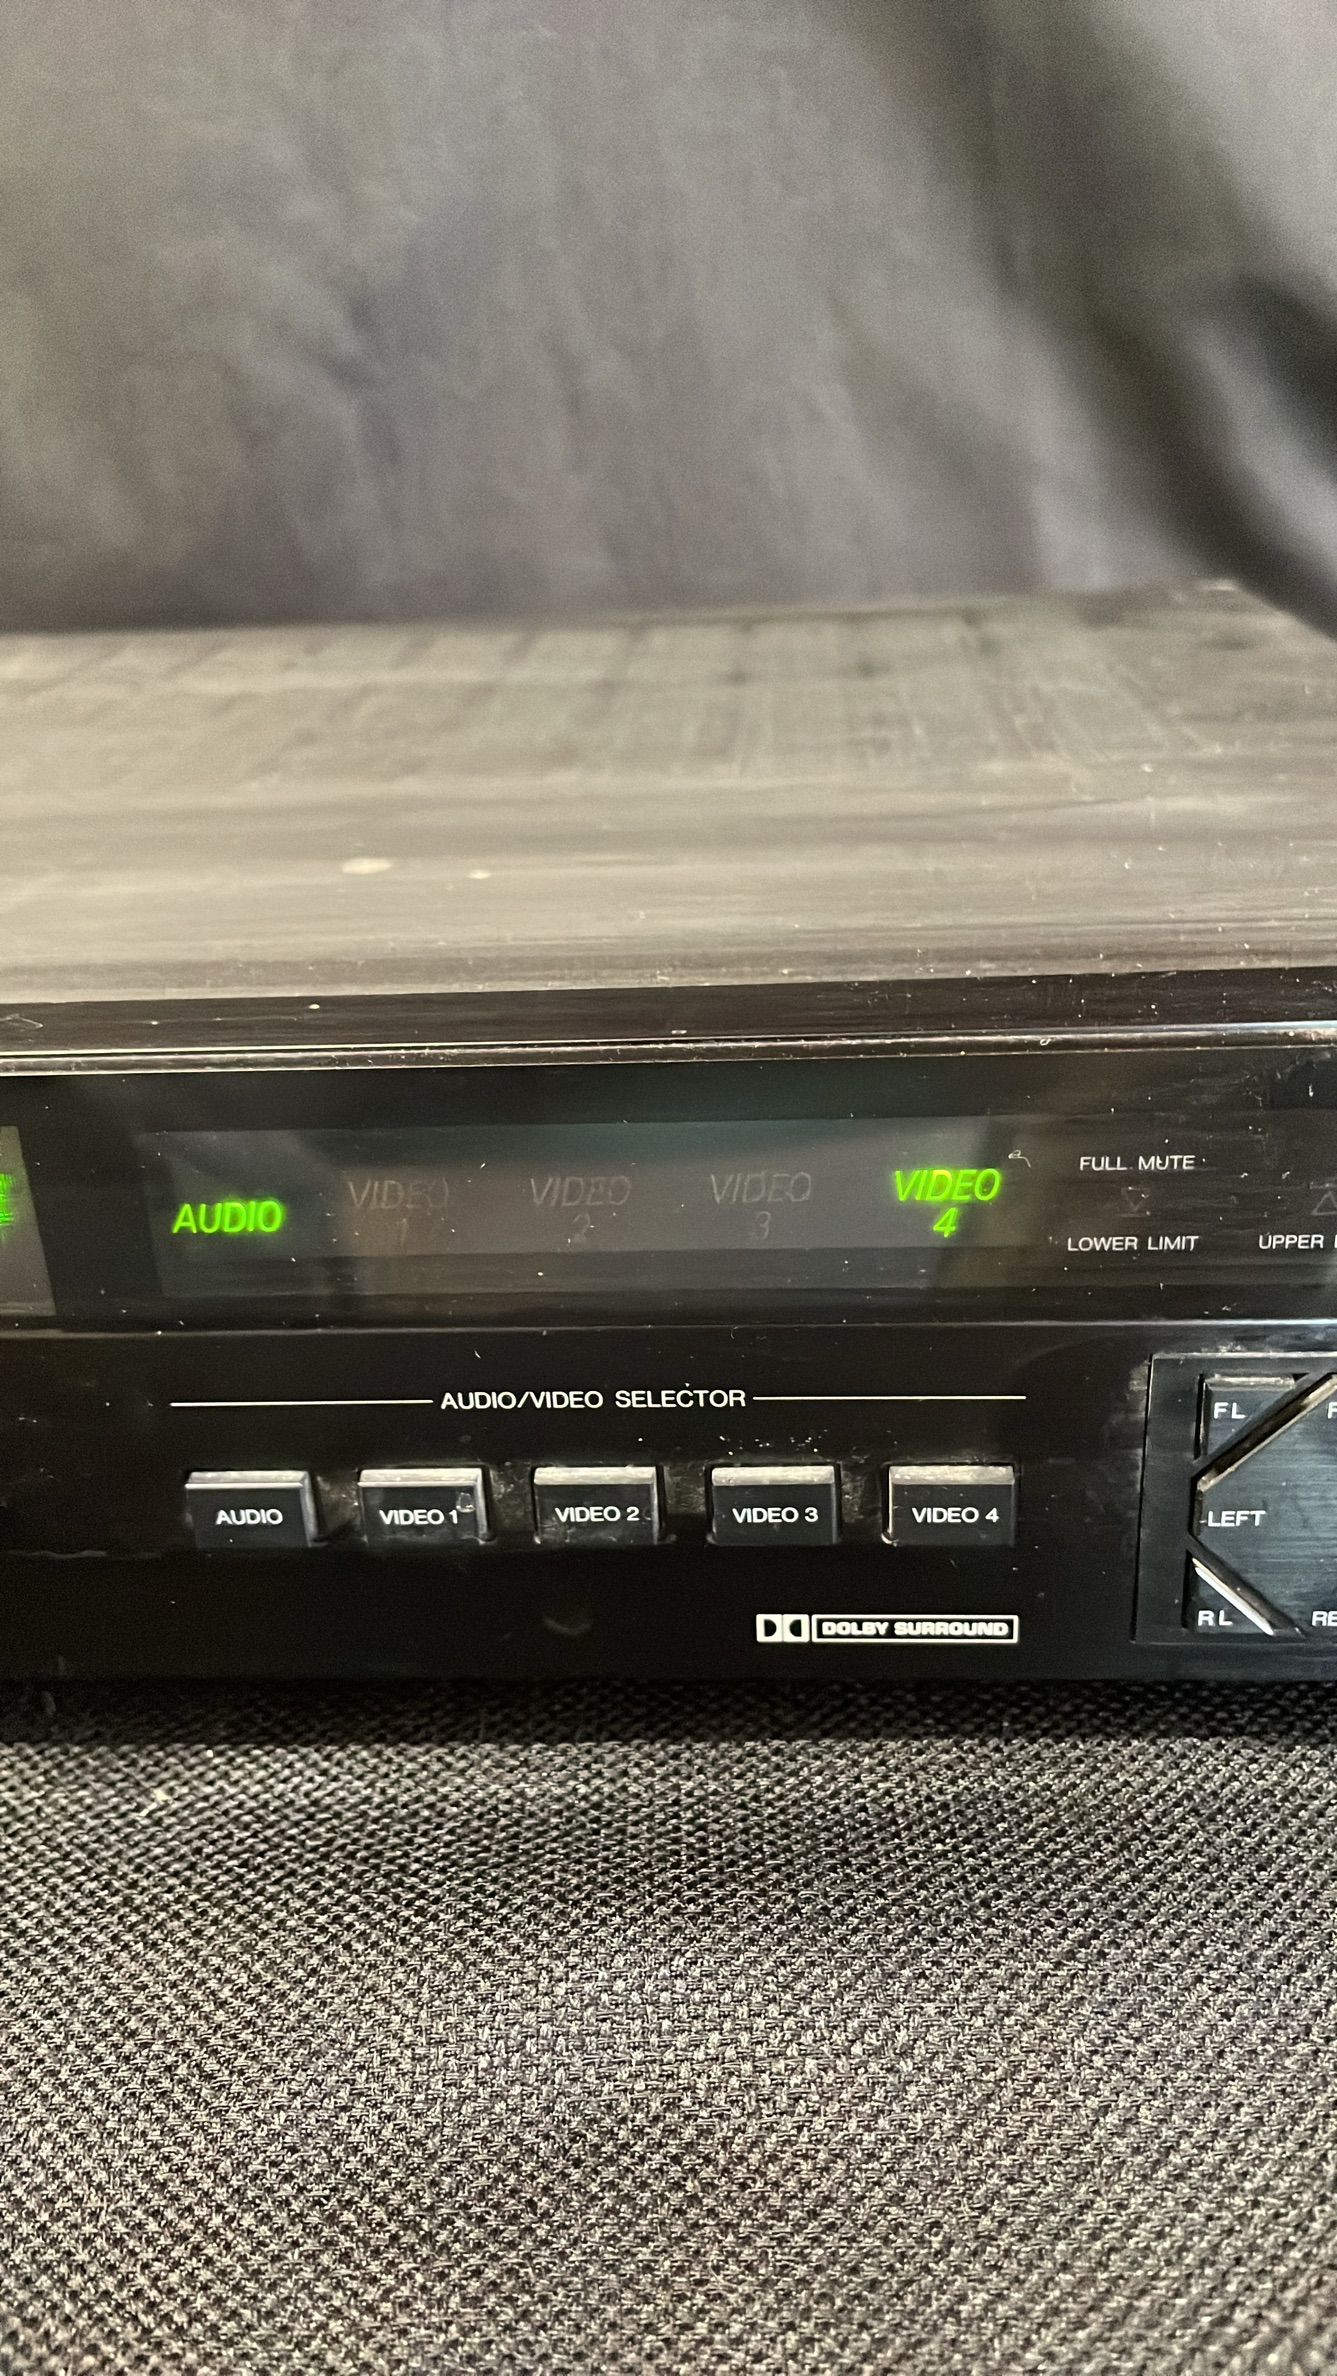 AUDIO
VIDEO
1
VIDEO
2
VIDEO
3
VIDEO
4
FULL MUTE
LOWER LIMIT
UPPER
AUDIO/VIDEO SELECTOR
AUDIO
VIDEO 1
VIDEO 2
VIDEO 3
VIDEO 4
FL
LEFT
RL
DOLBY SURROUND